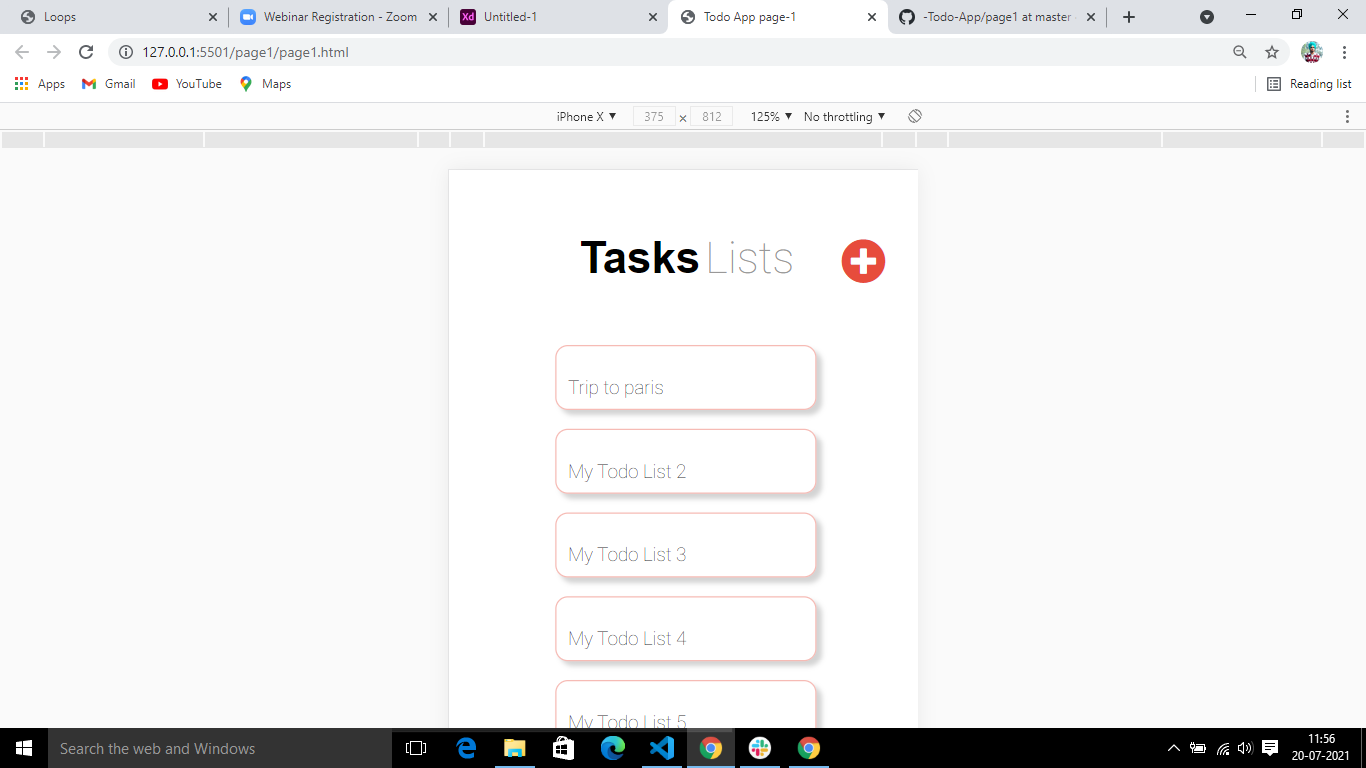 Loops
Webinar Registration - Zoom
Xd Untitled-1
Todo App page-1
-Todo-App/page1 at master
127.0.0.1:5501/page1/page1.html
Apps
Gmail
YouTube
Maps
Reading list
iPhone X ▼ 375 × 812 125% ▼ No throttling ▼
Tasks Lists
Trip to paris
My Todo List 2
My Todo List 3
My Todo List 4
My Todo List 5
Search the web and Windows
11:56
20-07-2021